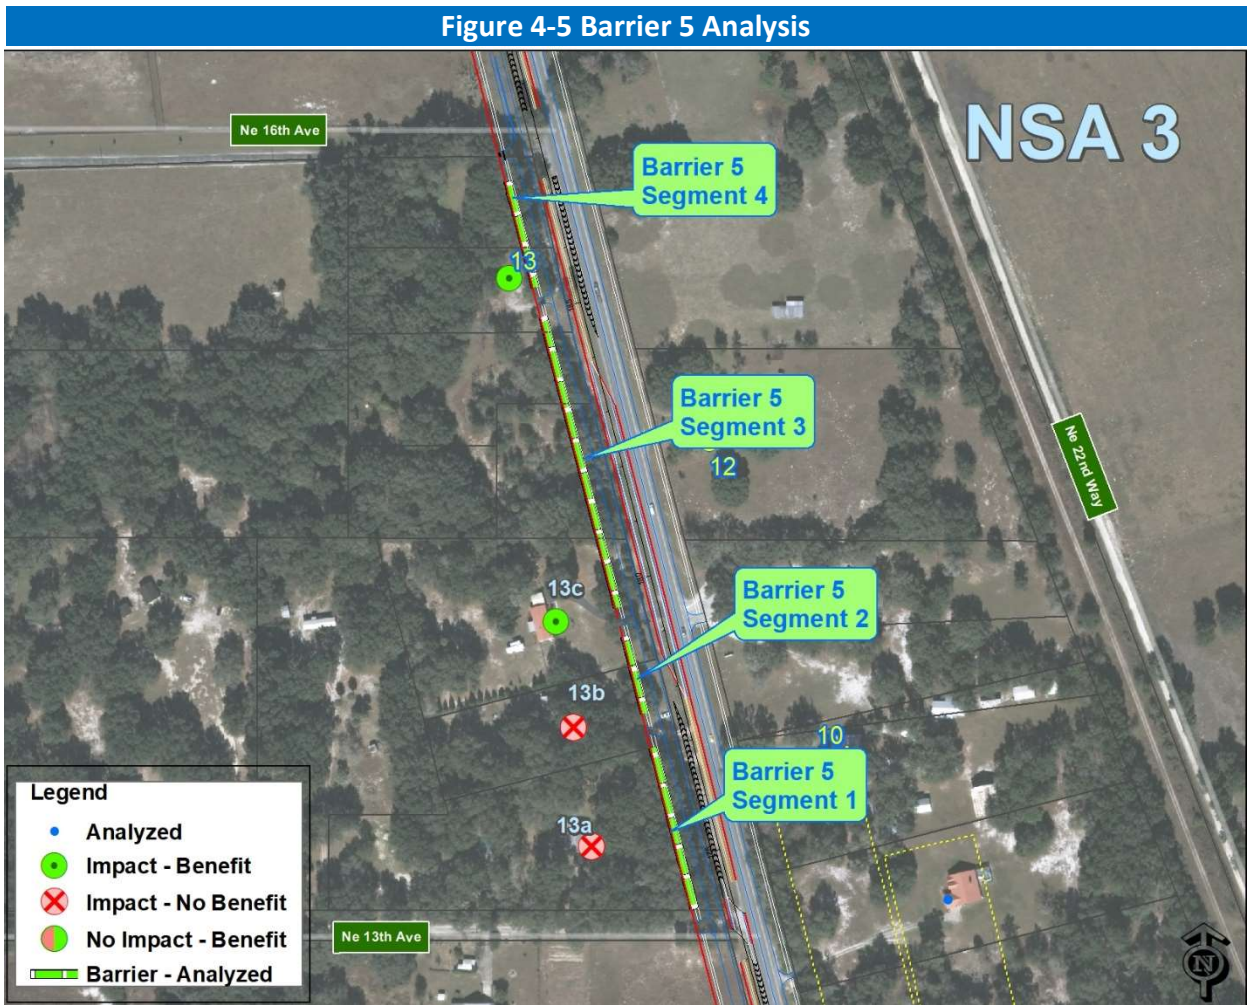 Figure 4-5 Barrier 5 Analysis
NSA 3
Ne 16th Ave
Barrier 5
Segment 4
13
Barrier 5
Segment 3
12
Ne 22nd Way
13c
Barrier 5
Segment 2
13b
10
Barrier 5
Segment 1
13a
Ne 13th Ave
Legend
Analyzed
Impact - Benefit
Impact - No Benefit
No Impact - Benefit
Barrier - Analyzed
N